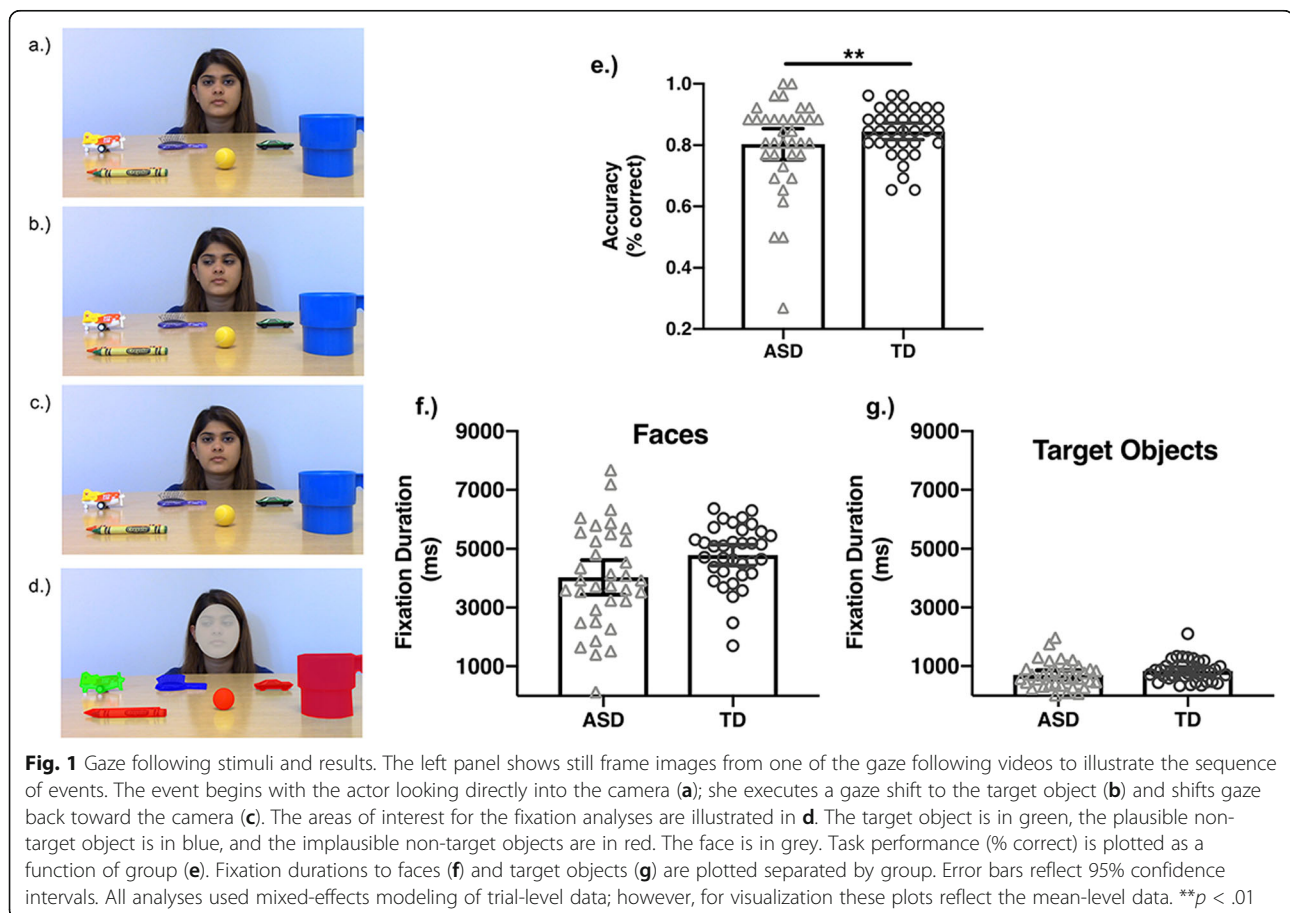 a.)
b.)
c.)
d.)
e.)
**
1.0
0.8
0.6
0.4
0.2
Accuracy
(% correct)
ASD
TD
f.)
Faces
9000
7000
5000
3000
1000
Fixation Duration
(ms)
ASD
TD
g.)
Target Objects
9000
7000
5000
3000
1000
Fixation Duration
(ms)
ASD
TD
Fig. 1 Gaze following stimuli and results. The left panel shows still frame images from one of the gaze following videos to illustrate the sequence
of events. The event begins with the actor looking directly into the camera (a); she executes a gaze shift to the target object (b) and shifts gaze
back toward the camera (c). The areas of interest for the fixation analyses are illustrated in d. The target object is in green, the plausible non-
target object is in blue, and the implausible non-target objects are in red. The face is in grey. Task performance (% correct) is plotted as a
function of group (e). Fixation durations to faces (f) and target objects (g) are plotted separated by group. Error bars reflect 95% confidence
intervals. All analyses used mixed-effects modeling of trial-level data; however, for visualization these plots reflect the mean-level data. **p < .01